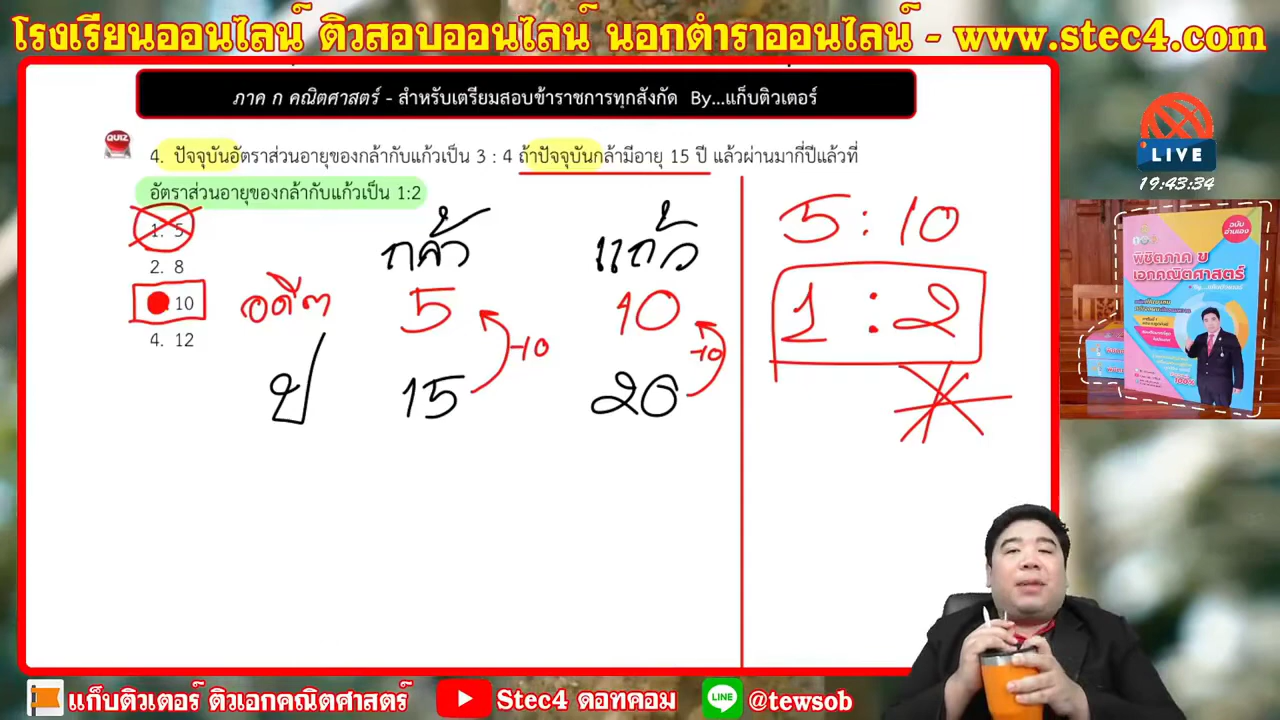 โรงเรียนออนไลน์ ติวสอบออนไลน์ นอกตำราออนไลน์ - www.stec4.com
ภาค ก คณิตศาสตร์ - สำหรับเตรียมสอบข้าราชการทุกสังกัด By...แก็บติวเตอร์
QUIZ
4. ปัจจุบันอัตราส่วนอายุของกล้ากับแก้วเป็น 3 : 4 ถ้าปัจจุบันกล้ามีอายุ 15 ปี แล้วผ่านมากี่ปีแล้วที่
อัตราส่วนอายุของกล้ากับแก้วเป็น 1:2
1. 5
2. 8
10
4. 12
กล้า แก้ว
อดีต 5 10
-10 -10
ป 15 20
5 : 10
1 : 2
LIVE
19:43:34
ฉบับ
อ่านเอง
พิชิตภาค ข
เอกคณิตศาสตร์
แก็บติวเตอร์ ติวเอกคณิตศาสตร์ Stec4 ดอทคอม LINE @tewsob